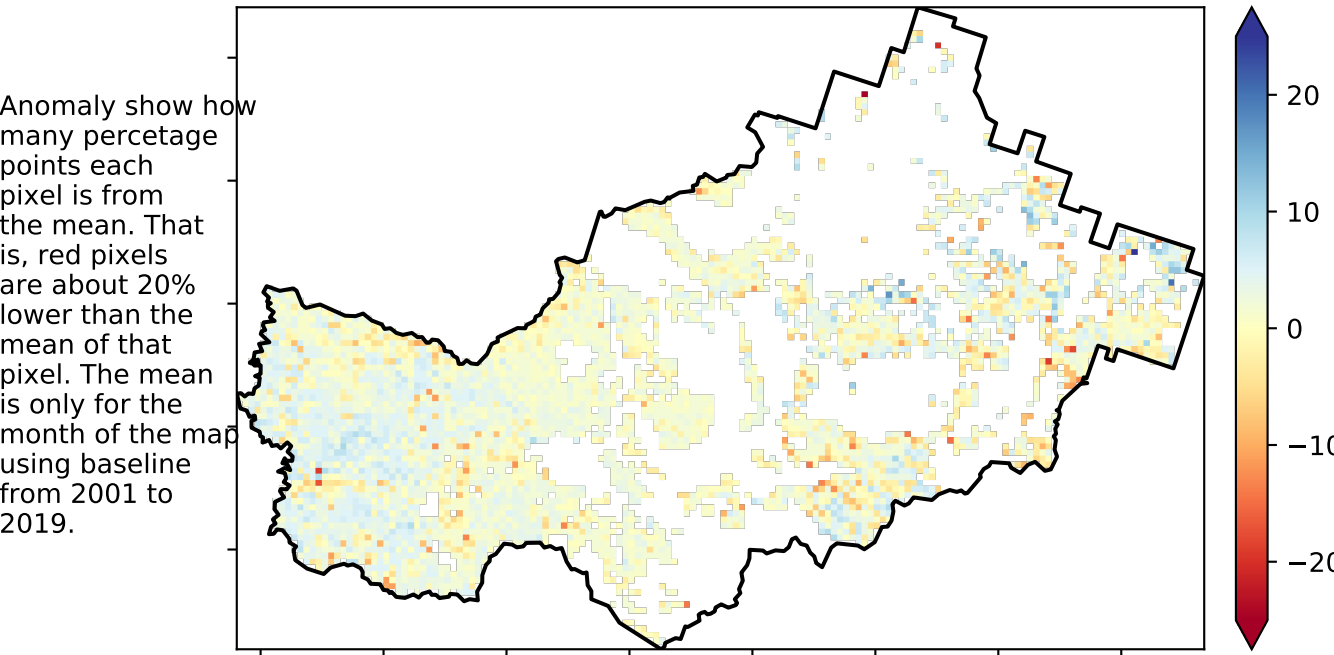 Anomaly show how
many percetage
points each
pixel is from
the mean. That
is, red pixels
are about 20%
lower than the
mean of that
pixel. The mean
is only for the
month of the map
using baseline
from 2001 to
2019.
20
10
0
−10
−20